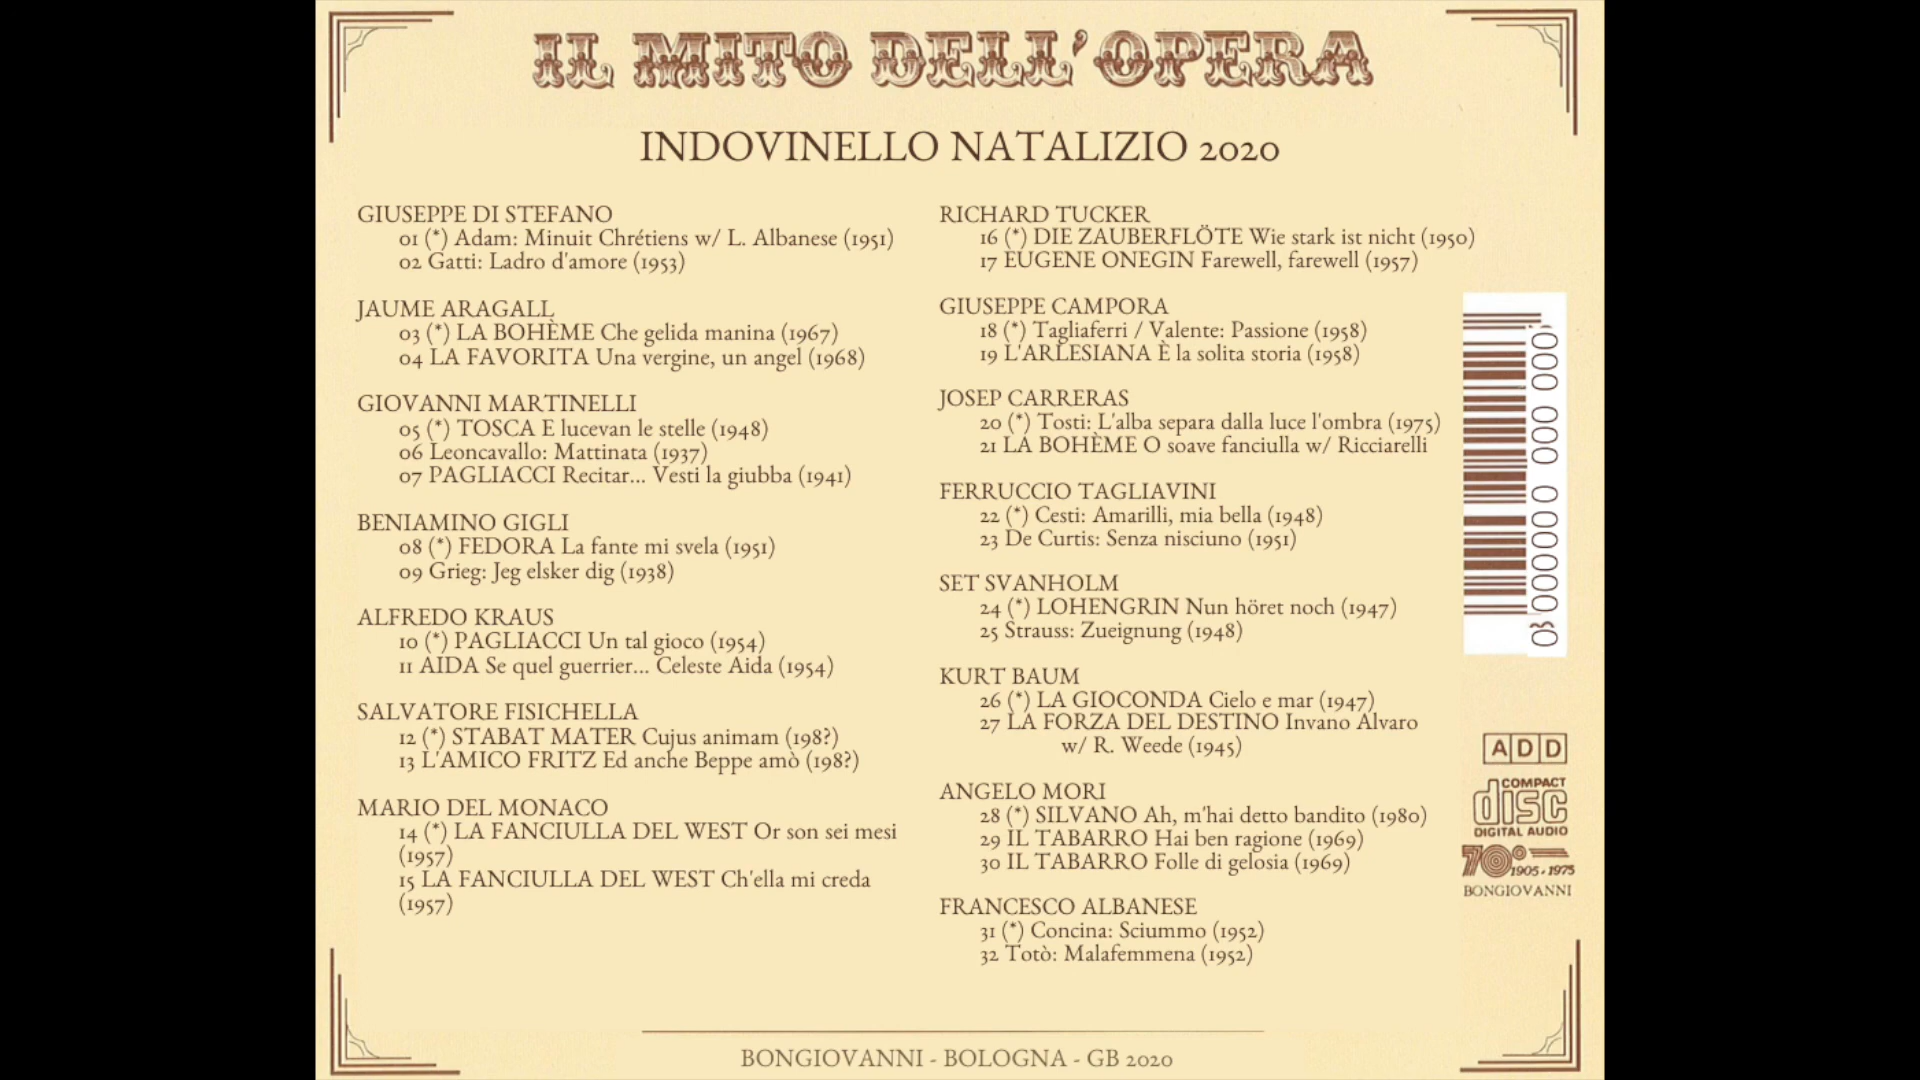 IL MITO DELL'OPERA
INDOVINELLO NATALIZIO 2020
GIUSEPPE DI STEFANO
01 (*) Adam: Minuit Chrétiens w/ L. Albanese (1951)
02 Gatti: Ladro d'amore (1953)
JAUME ARAGALL
03 (*) LA BOHÈME Che gelida manina (1967)
04 LA FAVORITA Una vergine, un angel (1968)
GIOVANNI MARTINELLI
05 (*) TOSCA E lucevan le stelle (1948)
06 Leoncavallo: Mattinata (1937)
07 PAGLIACCI Recitar... Vesti la giubba (1941)
BENIAMINO GIGLI
08 (*) FEDORA La fante mi svela (1951)
09 Grieg: Jeg elsker dig (1938)
ALFREDO KRAUS
10 (*) PAGLIACCI Un tal gioco (1954)
11 AIDA Se quel guerrier... Celeste Aida (1954)
SALVATORE FISICHELLA
12 (*) STABAT MATER Cujus animam (198?)
13 L'AMICO FRITZ Ed anche Beppe amò (198?)
MARIO DEL MONACO
14 (*) LA FANCIULLA DEL WEST Or son sei mesi
(1957)
15 LA FANCIULLA DEL WEST Ch'ella mi creda
(1957)
RICHARD TUCKER
16 (*) DIE ZAUBERFLÖTE Wie stark ist nicht (1950)
17 EUGENE ONEGIN Farewell, farewell (1957)
GIUSEPPE CAMPORA
18 (*) Tagliaferri / Valente: Passione (1958)
19 L'ARLESIANA È la solita storia (1958)
JOSEP CARRERAS
20 (*) Tosti: L'alba separa dalla luce l'ombra (1975)
21 LA BOHÈME O soave fanciulla w/ Ricciarelli
FERRUCCIO TAGLIAVINI
22 (*) Cesti: Amarilli, mia bella (1948)
23 De Curtis: Senza nisciuno (1951)
SET SVANHOLM
24 (*) LOHENGRIN Nun höret noch (1947)
25 Strauss: Zueignung (1948)
KURT BAUM
26 (*) LA GIOCONDA Cielo e mar (1947)
27 LA FORZA DEL DESTINO Invano Alvaro
w/ R. Weede (1945)
ANGELO MORI
28 (*) SILVANO Ah, m'hai detto bandito (1980)
29 IL TABARRO Hai ben ragione (1969)
30 IL TABARRO Folle di gelosia (1969)
FRANCESCO ALBANESE
31 (*) Concina: Sciummo (1952)
32 Totò: Malafemmena (1952)
ADD
COMPACT
disc
DIGITAL AUDIO
70° 1905-1975
BONGIOVANNI
BONGIOVANNI - BOLOGNA - GB 2020